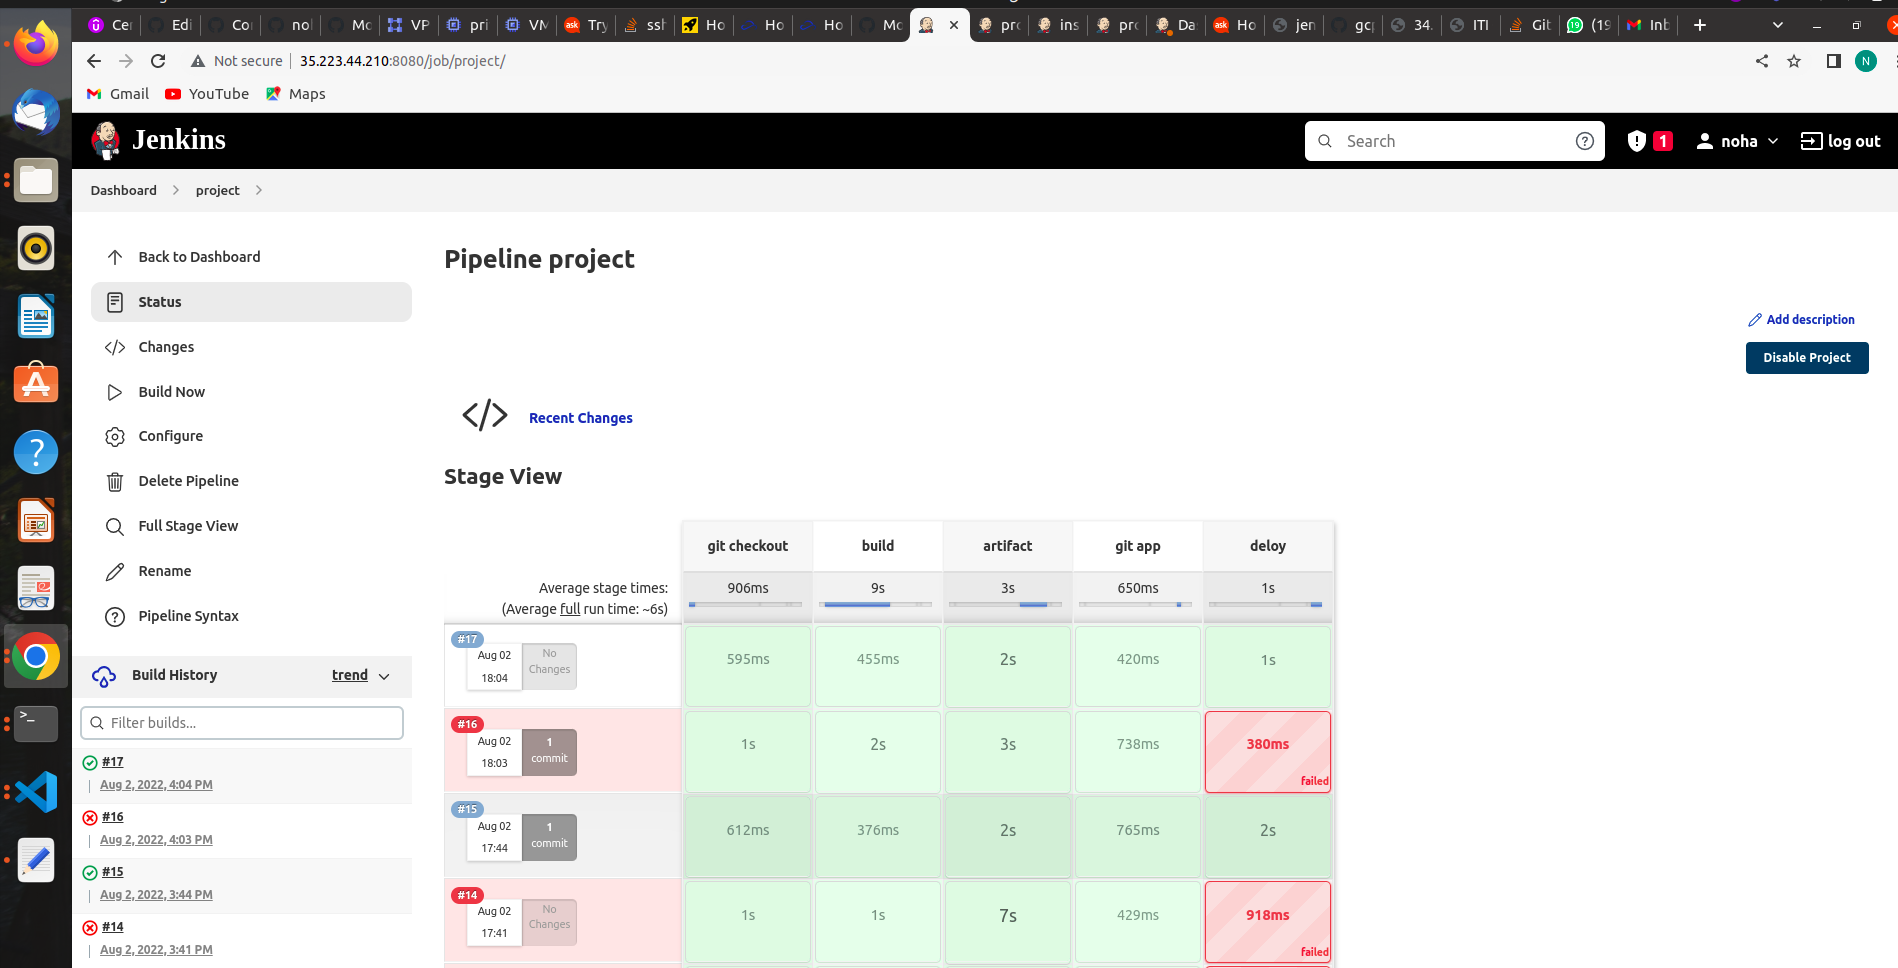 Cer
Edi
Cor
nol
Mo
VP
pri
VM
Try
ssh
Ho
Ho
Ho
Mo
pro
ins
pro
Das
Ho
jen
gcp
34.
ITI
Git
(19
Inb
Not secure
35.223.44.210:8080/job/project/
N
Gmail
YouTube
Maps
Jenkins
Search
1
noha
log out
Dashboard
project
Back to Dashboard
Status
Changes
Build Now
Configure
Delete Pipeline
Full Stage View
Rename
Pipeline Syntax
Build History
trend
Filter builds...
#17
Aug 2, 2022, 4:04 PM
#16
Aug 2, 2022, 4:03 PM
#15
Aug 2, 2022, 3:44 PM
#14
Aug 2, 2022, 3:41 PM
Pipeline project
Add description
Disable Project
Recent Changes
Stage View
git checkout
build
artifact
git app
deloy
Average stage times:
(Average full run time: ~6s)
906ms
9s
3s
650ms
1s
#17
Aug 02
18:04
No
Changes
595ms
455ms
2s
420ms
1s
#16
Aug 02
18:03
1
commit
1s
2s
3s
738ms
380ms
failed
#15
Aug 02
17:44
1
commit
612ms
376ms
2s
765ms
2s
#14
Aug 02
17:41
No
Changes
1s
1s
7s
429ms
918ms
failed